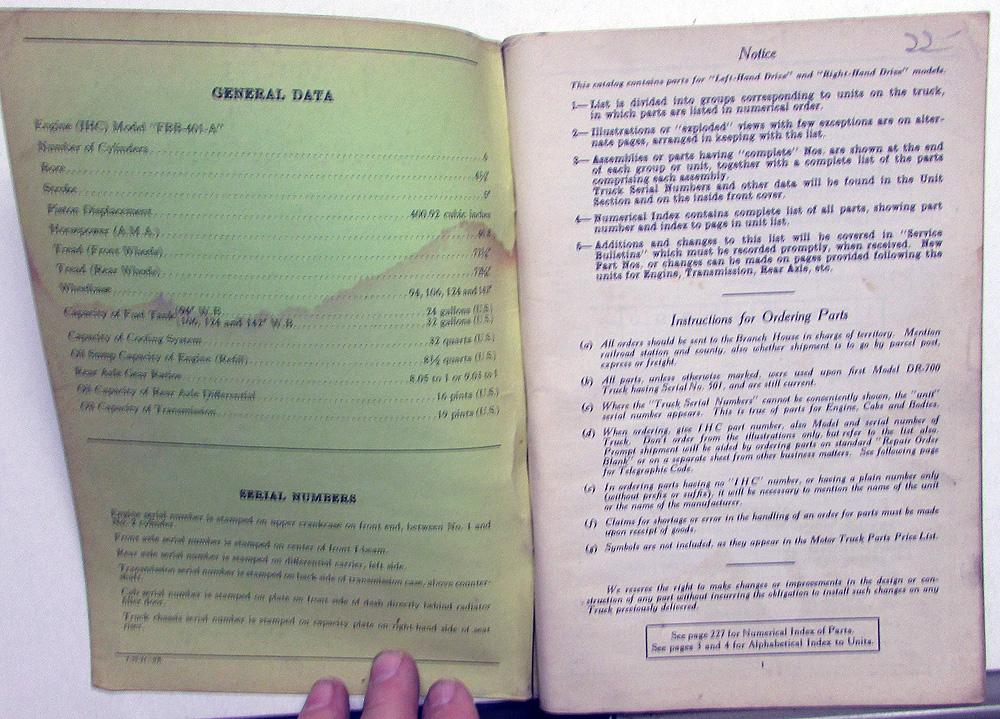 GENERAL DATA
Engine (IHC) Model "FBB-401-A"
Number of Cylinders 6
Bore
Stroke
Piston Displacement 400.92 cubic inches
Horsepower (A.M.A.)
Tread (Front Wheels)
Tread (Rear Wheels)
Wheelbase 94, 106, 124 and 142"
Capacity of Fuel Tank 94" W.B. 24 gallons (U.S.)
106, 124 and 142" W.B. 32 gallons (U.S.)
Capacity of Cooling System 32 quarts (U.S.)
Oil Sump Capacity of Engine (Refill) 8½ quarts (U.S.)
Rear Axle Gear Ratios 8.05 to 1 or 9.03 to 1
Oil Capacity of Rear Axle Differential 16 pints (U.S.)
Oil Capacity of Transmission 19 pints (U.S.)
SERIAL NUMBERS
Engine serial number is stamped on upper crankcase on front end, between No. 1 and
No. 2 cylinder.
Front axle serial number is stamped on center of front I-beam.
Rear axle serial number is stamped on differential carrier, left side.
Transmission serial number is stamped on back side of transmission case, above counter-
shaft.
Cab serial number is stamped on plate on front side of dash directly behind radiator
filler door.
Truck chassis serial number is stamped on capacity plate on right-hand side of seat
riser.
22
Notice
This catalog contains parts for "Left-Hand Drive" and "Right-Hand Drive" models.
1—List is divided into groups corresponding to units on the truck,
in which parts are listed in numerical order.
2—Illustrations or "exploded" views with few exceptions are on alter-
nate pages, arranged in keeping with the list.
3—Assemblies or parts having "complete" Nos. are shown at the end
of each group or unit, together with a complete list of the parts
comprising each assembly.
Truck Serial Numbers and other data will be found in the Unit
Section and on the inside front cover.
4—Numerical Index contains complete list of all parts, showing part
number and index to page in unit list.
5—Additions and changes to this list will be covered in "Service
Bulletins" which must be recorded promptly, when received. New
Part Nos. or changes can be made on pages provided following the
units for Engine, Transmission, Rear Axle, etc.
Instructions for Ordering Parts
(a) All orders should be sent to the Branch House in charge of territory. Mention
railroad station and county, also whether shipment is to go by parcel post,
express or freight.
(b) All parts, unless otherwise marked, were used upon first Model DR-700
Truck having Serial No. 501, and are still current.
(c) Where the "Truck Serial Numbers" cannot be conveniently shown, the "unit"
serial number appears. This is true of parts for Engine, Cabs and Bodies.
(d) When ordering, give IHC part number, also Model and serial number of
Truck. Don't order from the illustrations only, but refer to the list also.
Prompt shipment will be aided by ordering parts on standard "Repair Order
Blank" or on a separate sheet from other business matters. See following page
for Telegraphic Code.
(e) In ordering parts having no "IHC" number, or having a plain number only
(without prefix or suffix), it will be necessary to mention the name of the unit
or the name of the manufacturer.
(f) Claims for shortage or error in the handling of an order for parts must be made
upon receipt of goods.
(g) Symbols are not included, as they appear in the Motor Truck Parts Price List.
We reserve the right to make changes or improvements in the design or con-
struction of any part without incurring the obligation to install such changes on any
Truck previously delivered.
See page 227 for Numerical Index of Parts.
See pages 3 and 4 for Alphabetical Index to Units.
1